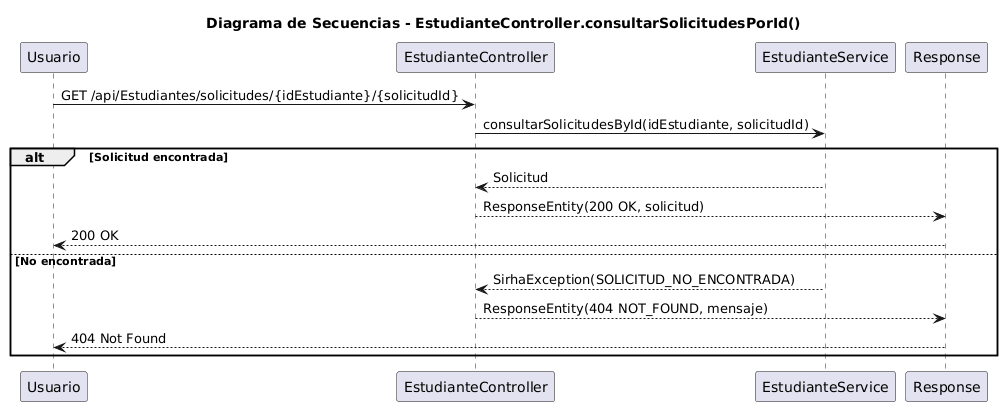 Diagrama de Secuencias - EstudianteController.consultarSolicitudesPorId()
Usuario
EstudianteController
EstudianteService
Response
GET /api/Estudiantes/solicitudes/{idEstudiante}/{solicitudId}
consultarSolicitudesById(idEstudiante, solicitudId)
alt
[Solicitud encontrada]
Solicitud
ResponseEntity(200 OK, solicitud)
200 OK
[No encontrada]
SirhaException(SOLICITUD_NO_ENCONTRADA)
ResponseEntity(404 NOT_FOUND, mensaje)
404 Not Found
Usuario
EstudianteController
EstudianteService
Response